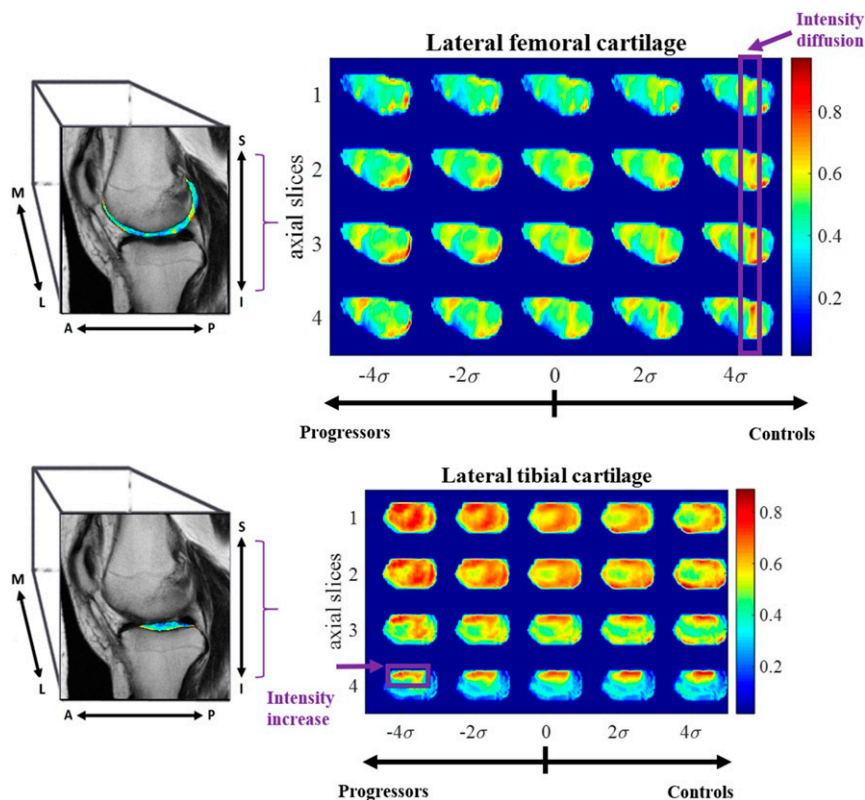 Intensity
diffusion
Lateral femoral cartilage
S
M
L
I
A P
axial slices
1
2
3
4
0.8
0.6
0.4
0.2
-4σ -2σ 0 2σ 4σ
Progressors Controls
Lateral tibial cartilage
S
M
L
I
A P
axial slices
1
2
3
4
0.8
0.6
0.4
0.2
Intensity
increase
-4σ -2σ 0 2σ 4σ
Progressors Controls